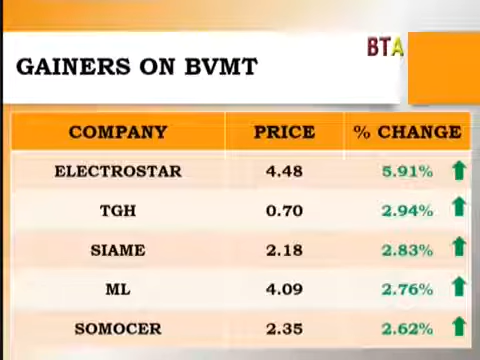 BTA
GAINERS ON BVMT
COMPANY PRICE % CHANGE
ELECTROSTAR 4.48 5.91%
TGH 0.70 2.94%
SIAME 2.18 2.83%
ML 4.09 2.76%
SOMOCER 2.35 2.62%